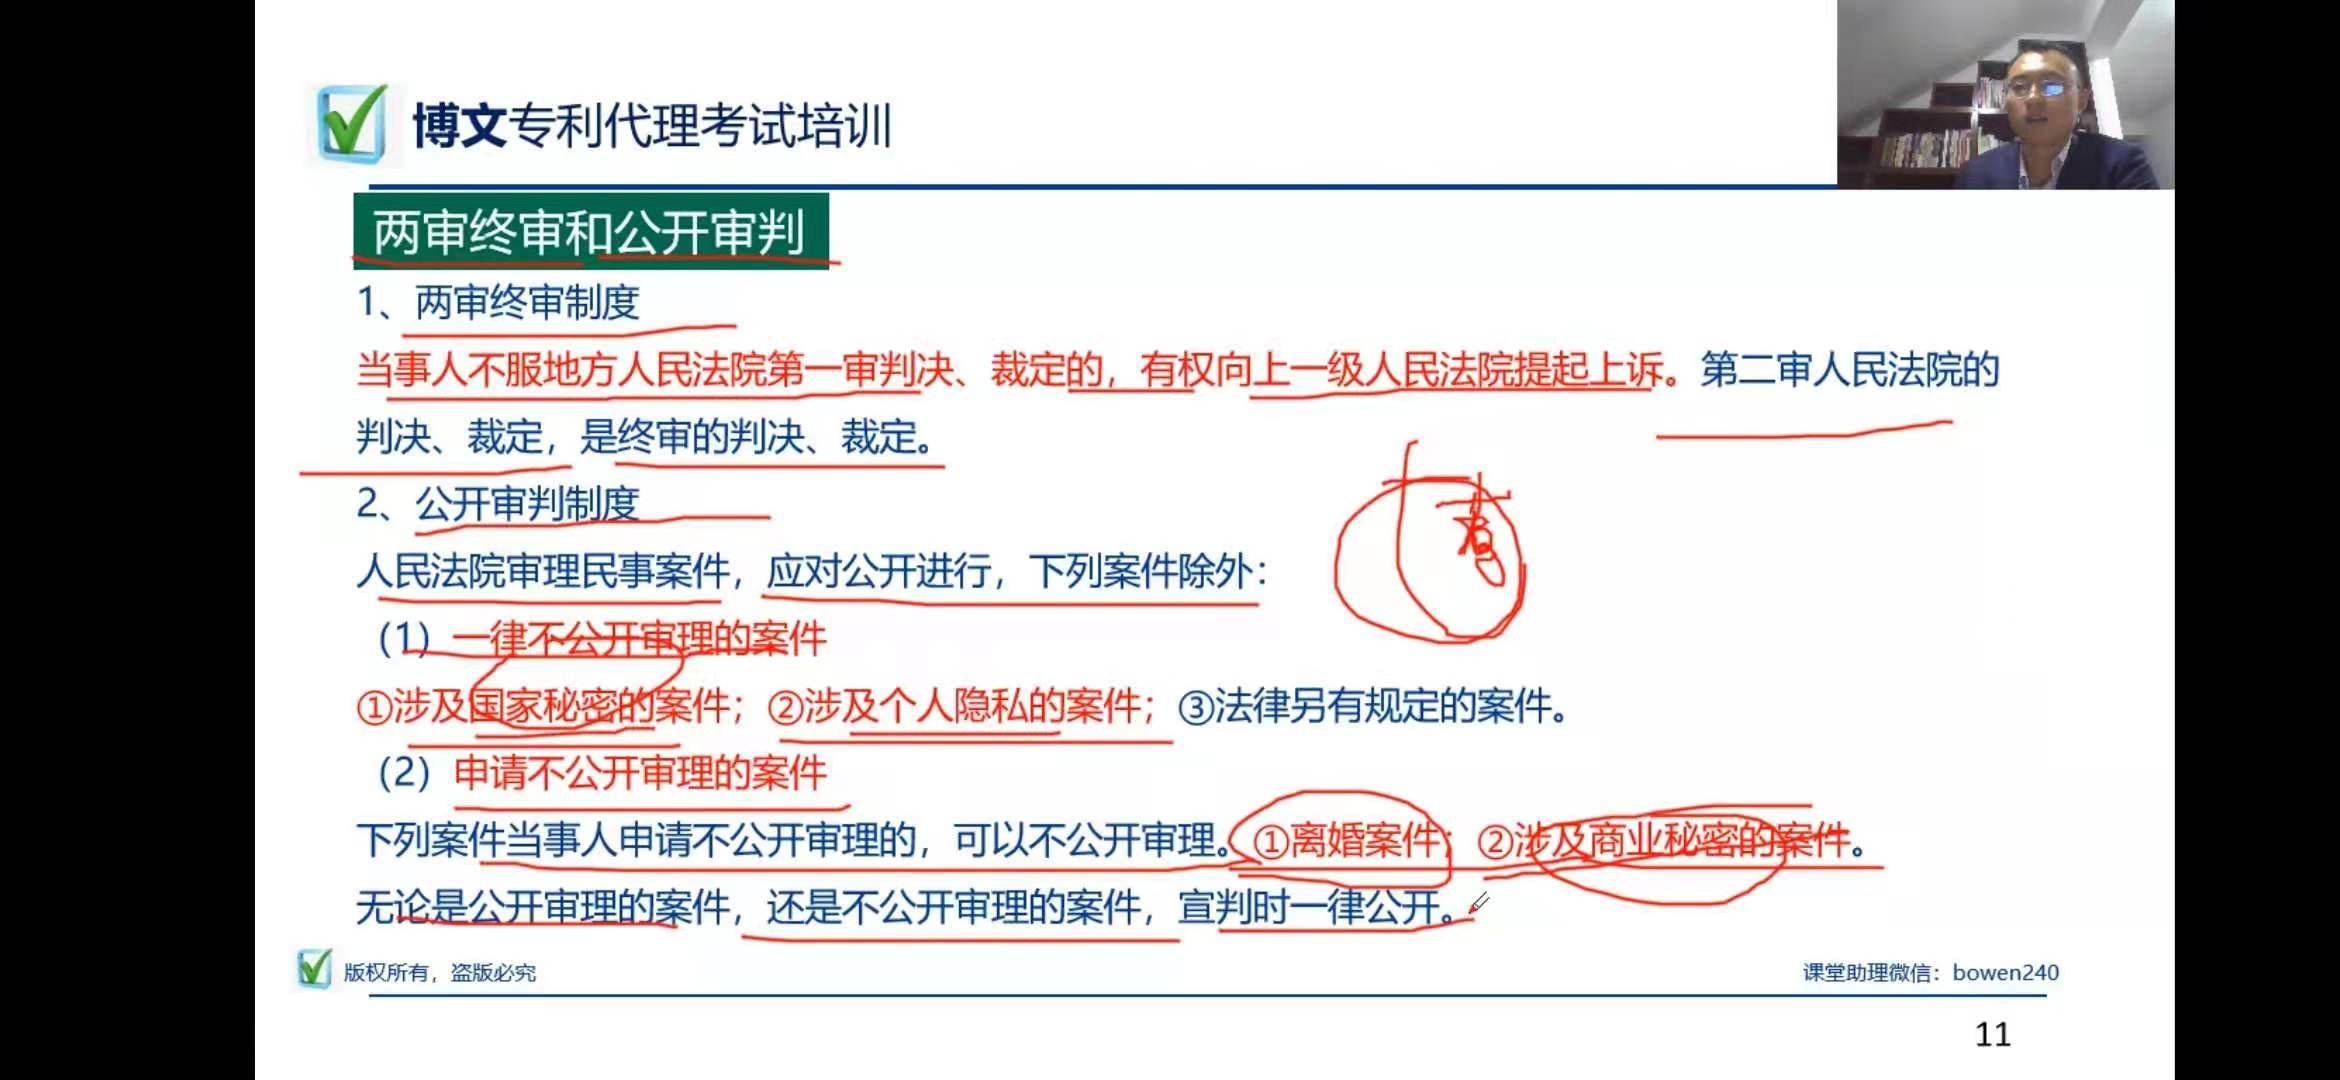 博文专利代理考试培训
两审终审和公开审判
1、两审终审制度
当事人不服地方人民法院第一审判决、裁定的，有权向上一级人民法院提起上诉。第二审人民法院的
判决、裁定，是终审的判决、裁定。
2、公开审判制度
人民法院审理民事案件，应对公开进行，下列案件除外：
（1）一律不公开审理的案件
①涉及国家秘密的案件；②涉及个人隐私的案件；③法律另有规定的案件。
（2）申请不公开审理的案件
下列案件当事人申请不公开审理的，可以不公开审理。①离婚案件；②涉及商业秘密的案件。
无论是公开审理的案件，还是不公开审理的案件，宣判时一律公开。
版权所有，盗版必究
课堂助理微信：bowen240
11